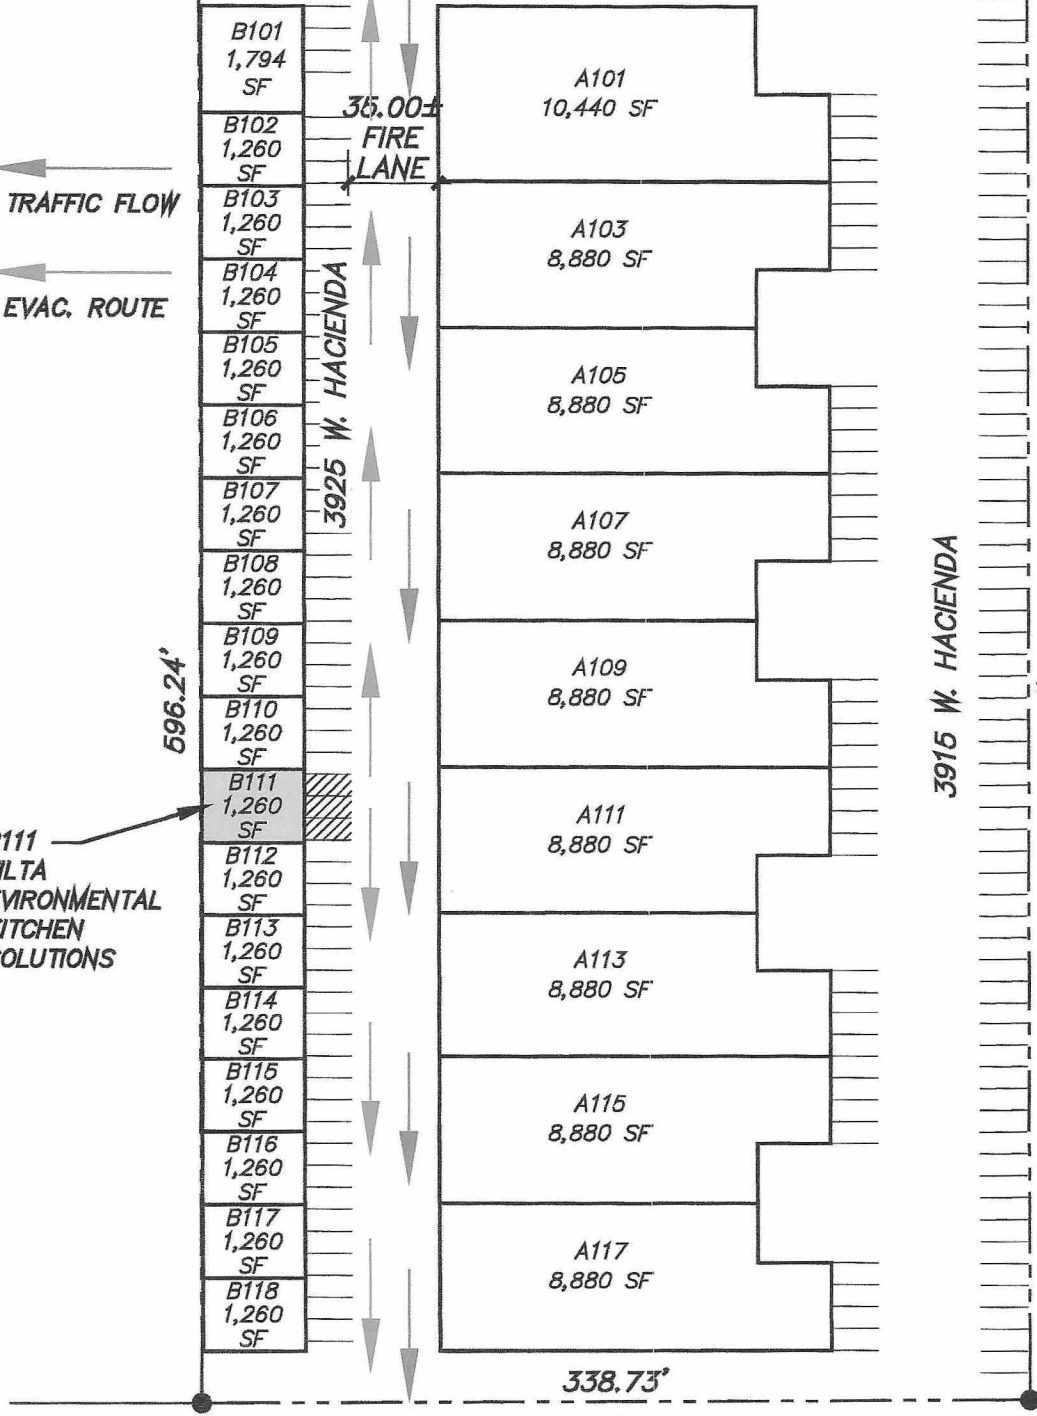 B101
1,794
SF
B102
1,260
SF
B103
1,260
SF
B104
1,260
SF
B105
1,260
SF
B106
1,260
SF
B107
1,260
SF
B108
1,260
SF
B109
1,260
SF
B110
1,260
SF
B111
1,260
SF
B112
1,260
SF
B113
1,260
SF
B114
1,260
SF
B115
1,260
SF
B116
1,260
SF
B117
1,260
SF
B118
1,260
SF
TRAFFIC FLOW
EVAC. ROUTE
596.24'
111
LTA
VIRONMENTAL
ITCHEN
OLUTIONS
35.00±
FIRE
LANE
3925 W. HACIENDA
A101
10,440 SF
A103
8,880 SF
A105
8,880 SF
A107
8,880 SF
A109
8,880 SF
A111
8,880 SF
A113
8,880 SF
A115
8,880 SF
A117
8,880 SF
3915 W. HACIENDA
338.73'